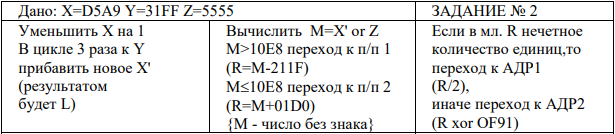 Дано: X=D5A9 Y=31FF Z=5555
ЗАДАНИЕ № 2
Уменьшить X на 1
В цикле 3 раза к Y
прибавить новое X'
(результатом
будет L)
Вычислить M=X' or Z
M>10E8 переход к п/п 1
(R=M-211F)
M≤10E8 переход к п/п 2
(R=M+01D0)
{M - число без знака}
Если в мл. R нечетное
количество единиц,то
переход к АДР1
(R/2),
иначе переход к АДР2
(R xor OF91)